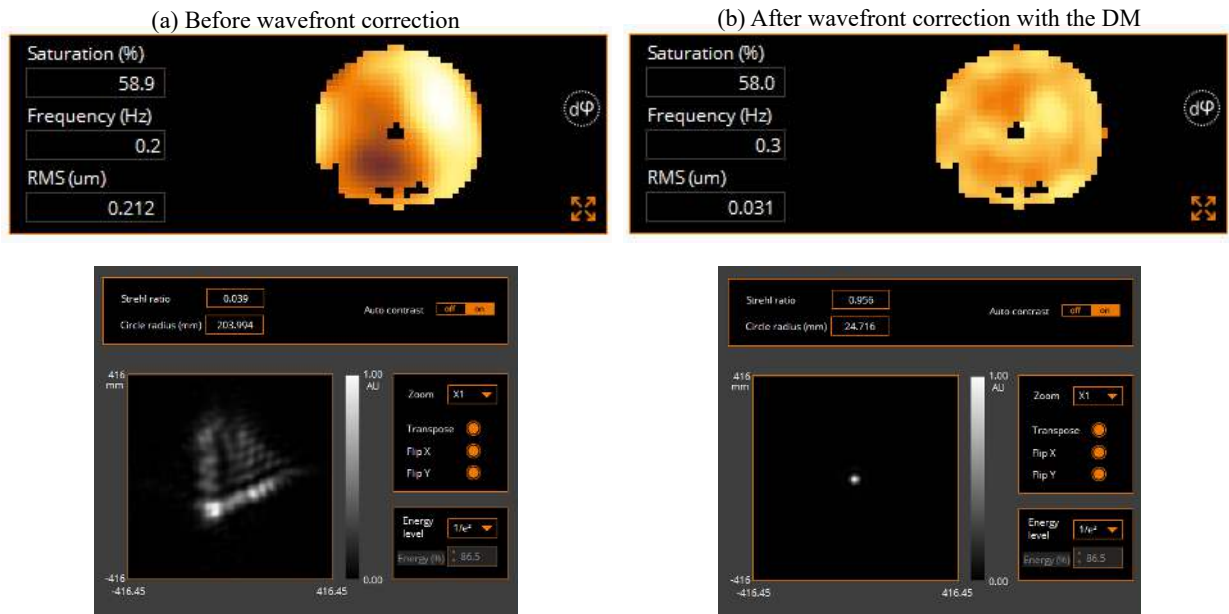 (a) Before wavefront correction
Saturation (%)
58.9
Frequency (Hz)
0.2
RMS (um)
0.212
dφ
(b) After wavefront correction with the DM
Saturation (%)
58.0
Frequency (Hz)
0.3
RMS (um)
0.031
dφ
Strehl ratio 0.039
Circle radius (mm) 203.994
Auto contrast off on
416
mm
-416
-416.45 416.45
1.00
AU
0.00
Zoom X1
Transpose
Flip X
Flip Y
Energy level 1/e²
Energy (%) 86.5
Strehl ratio 0.956
Circle radius (mm) 24.716
Auto contrast off on
416
mm
-416
-416.45 416.45
1.00
AU
0.00
Zoom X1
Transpose
Flip X
Flip Y
Energy level 1/e²
Energy (%) 86.5